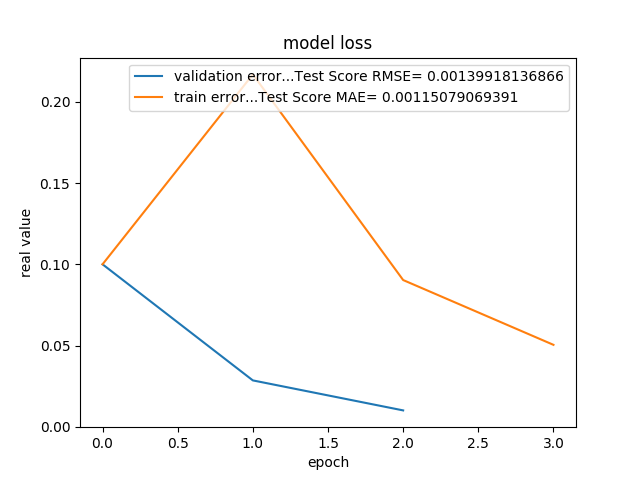 model loss
validation error...Test Score RMSE= 0.00139918136866
train error...Test Score MAE= 0.00115079069391
0.20
0.15
real value
0.10
0.05
0.00
0.0 0.5 1.0 1.5 2.0 2.5 3.0
epoch